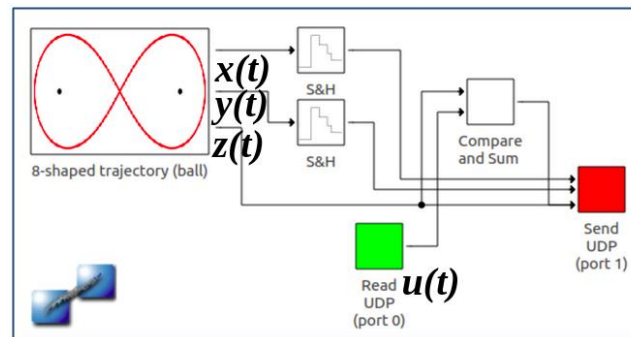 x(t)
y(t)
z(t)
8-shaped trajectory (ball)
S&H
S&H
Compare
and Sum
Read
UDP
(port 0)
u(t)
Send
UDP
(port 1)